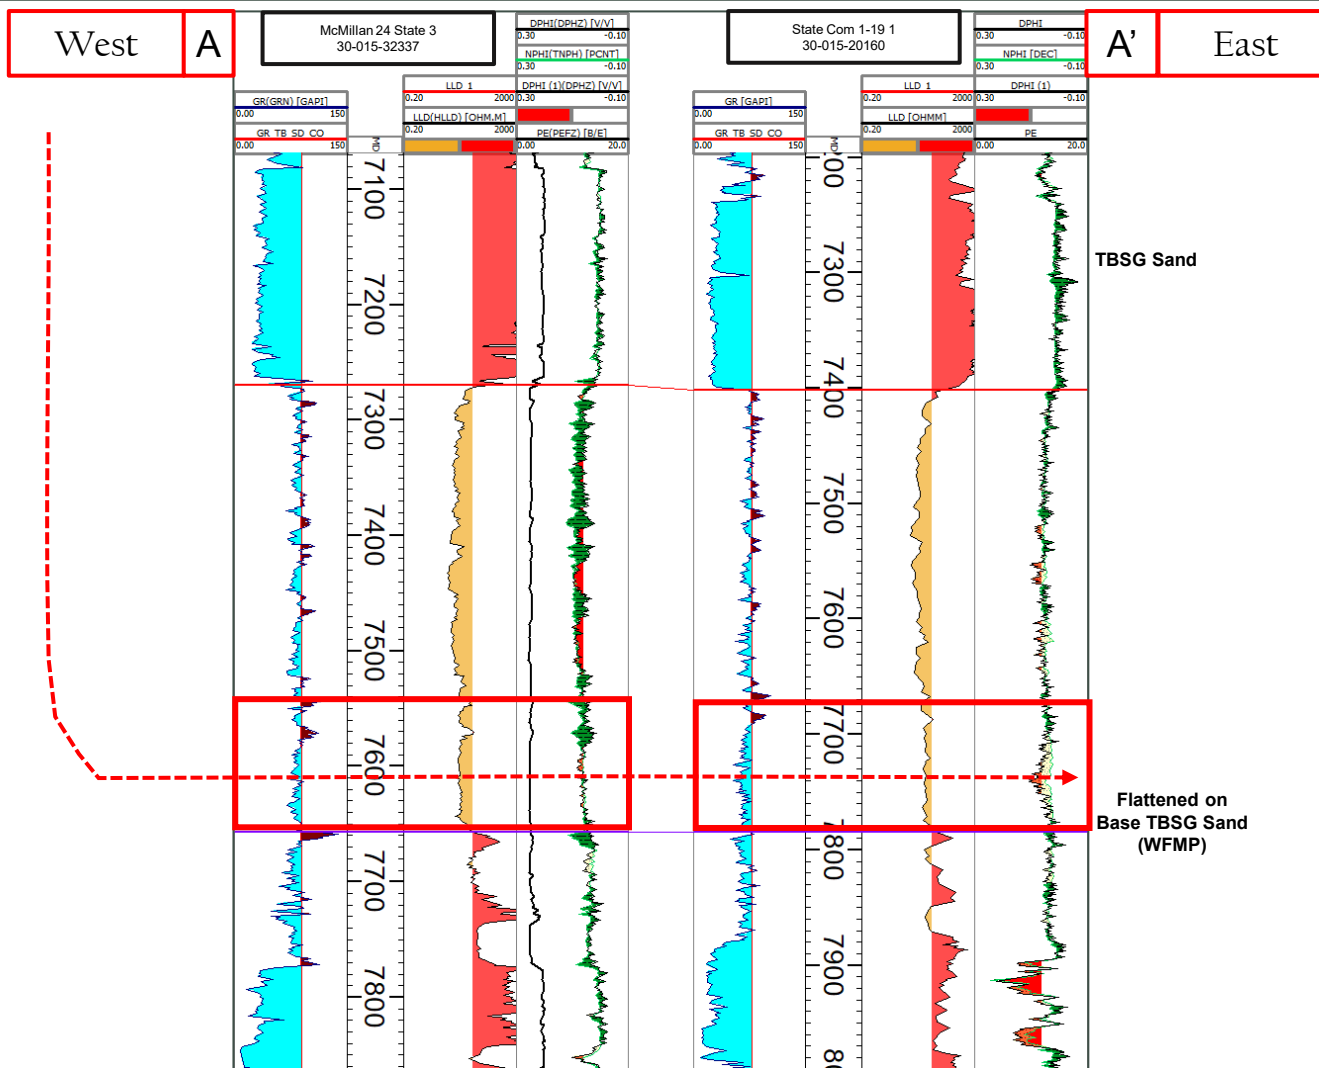 West
A
McMillan 24 State 3
30-015-32337
DPHI(DPHZ) [V/V]
0.30 -0.10
NPHI(TNPH) [PCNT]
0.30 -0.10
LLD 1
0.20 2000
DPHI (1)(DPHZ) [V/V]
0.30 -0.10
GR(GRN) [GAPI]
0.00 150
LLD(HLLD) [OHM.M]
0.20 2000
GR TB SD CO
0.00 150
MD
PE(PEFZ) [B/E]
0.00 20.0
State Com 1-19 1
30-015-20160
DPHI
0.30 -0.10
NPHI [DEC]
0.30 -0.10
LLD 1
0.20 2000
DPHI (1)
0.30 -0.10
GR [GAPI]
0.00 150
LLD [OHMM]
0.20 2000
GR TB SD CO
0.00 150
MD
PE
0.00 20.0
A'
East
7100
7200
7300
7400
7500
7600
7700
7800
7300
7400
7500
7600
7700
7800
7900
TBSG Sand
Flattened on
Base TBSG Sand
(WFMP)